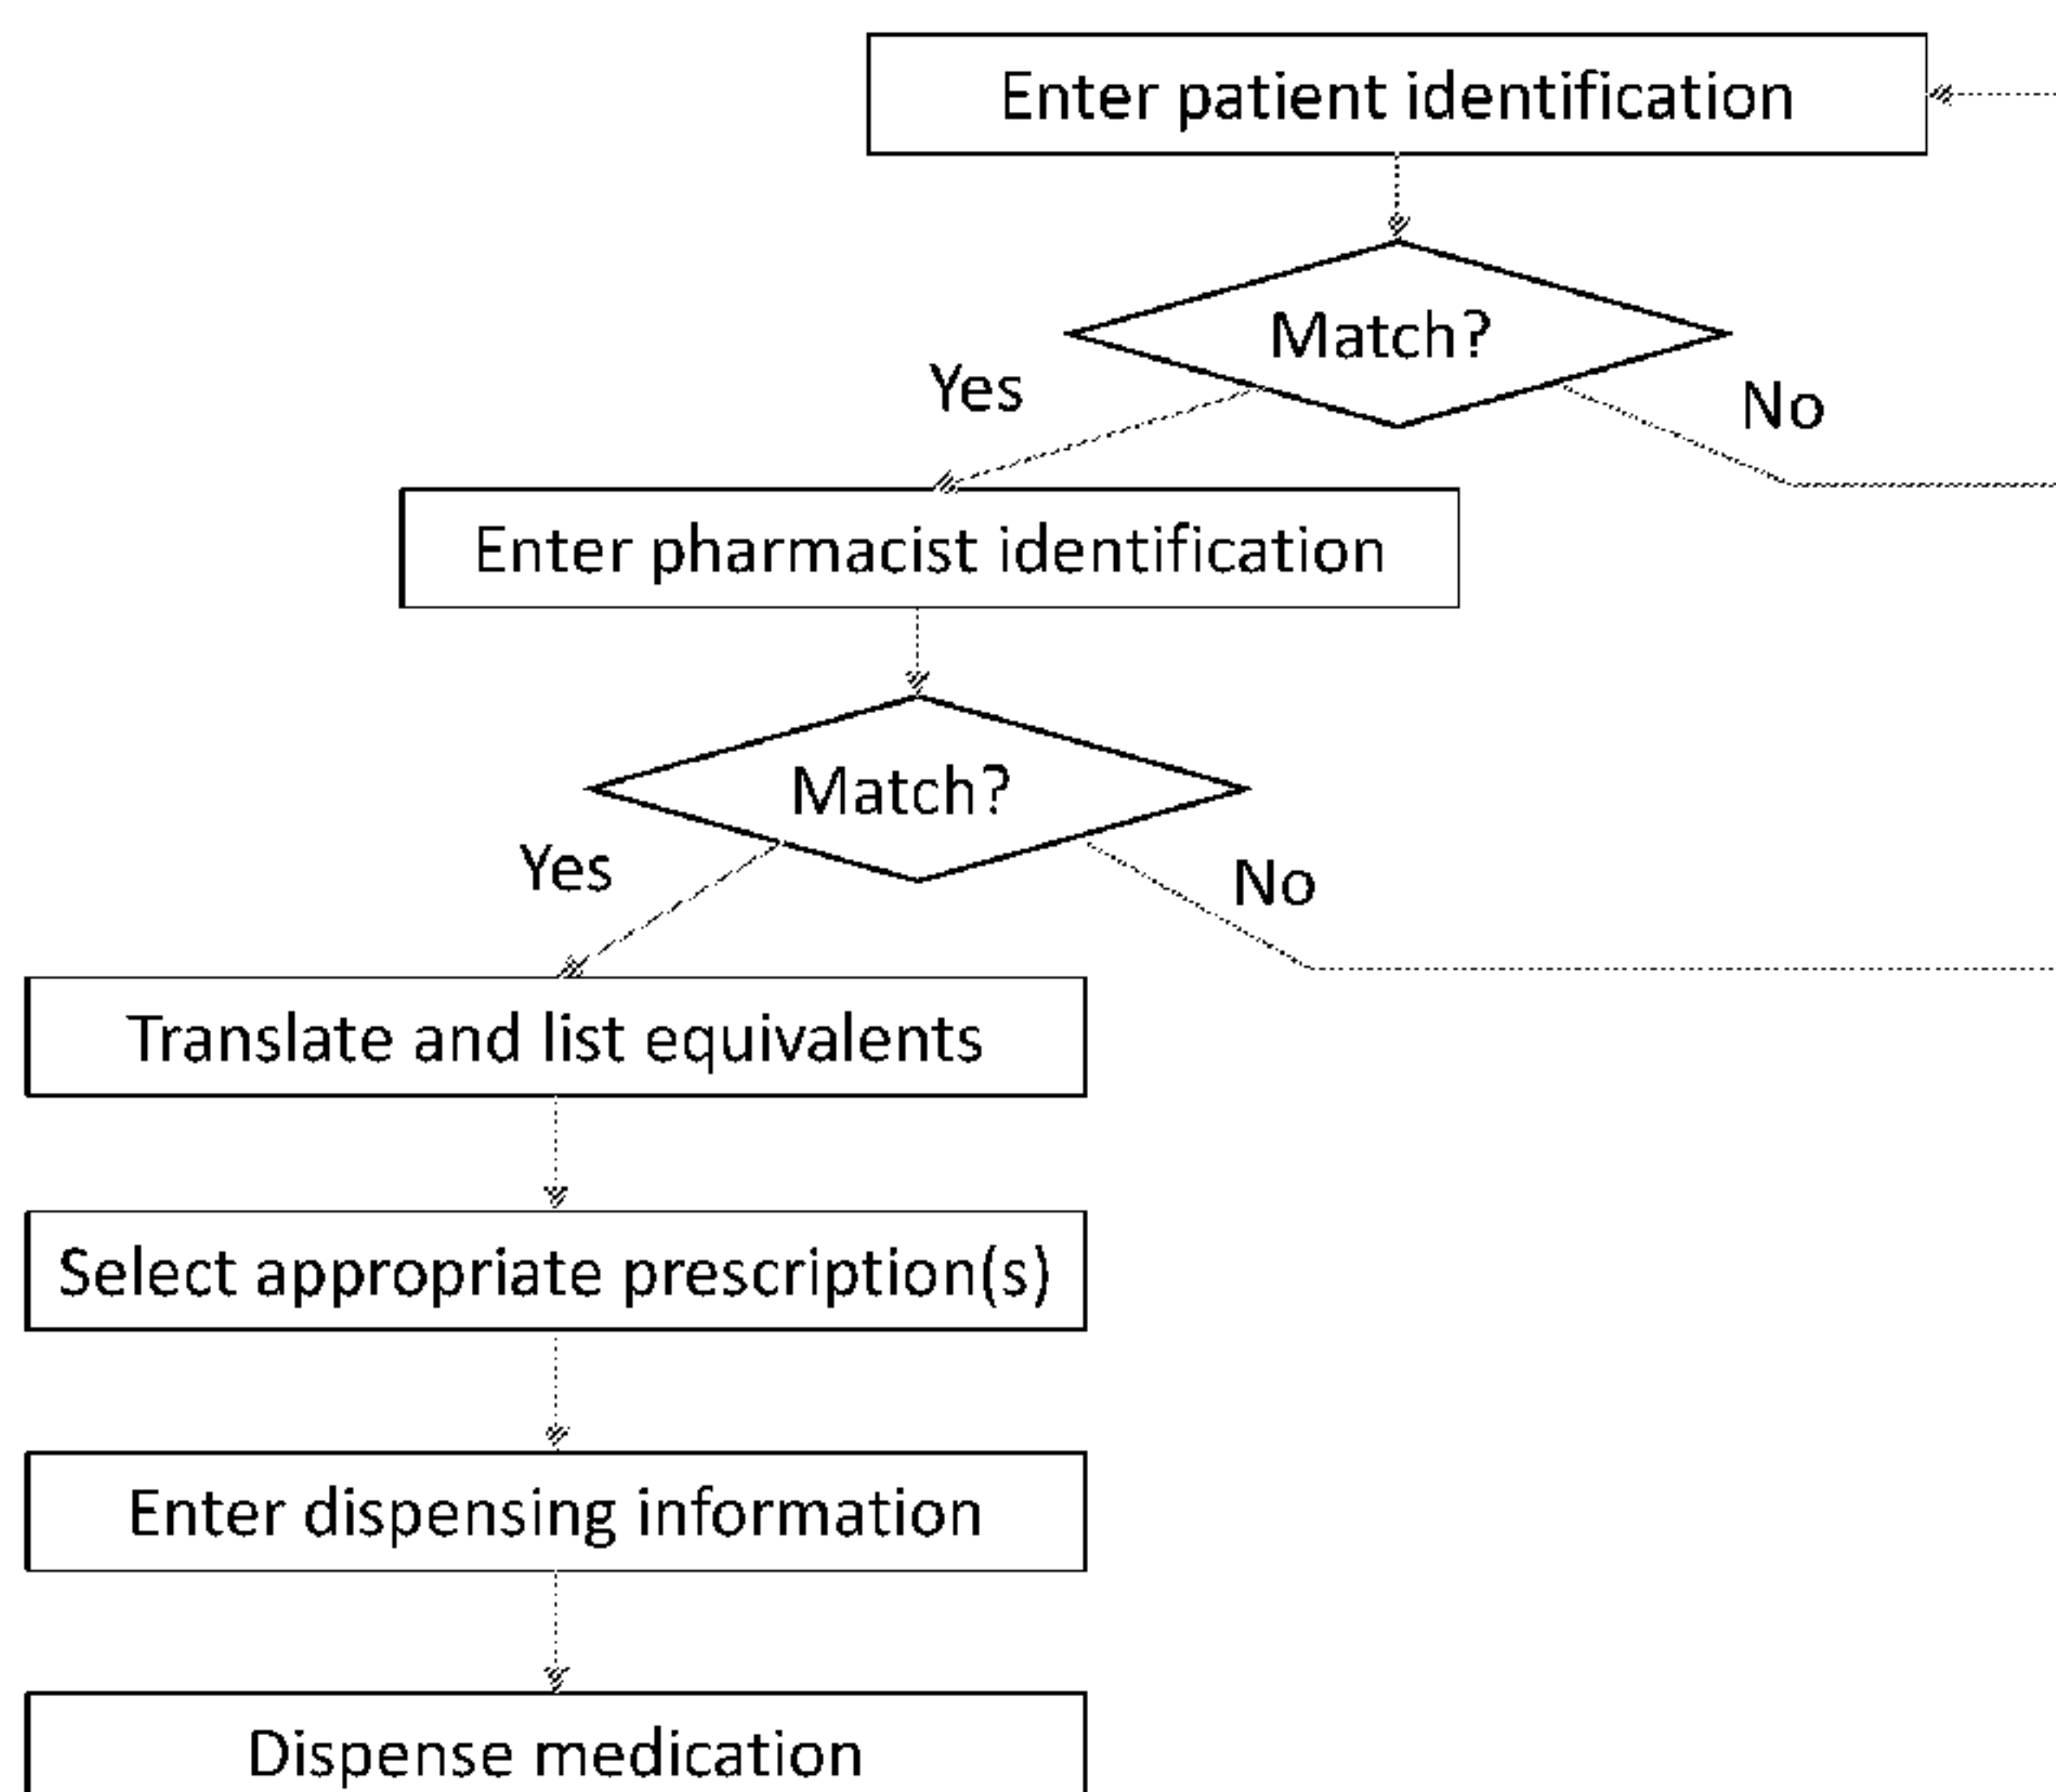 Enter patient identification
Match?
Yes
No
Enter pharmacist identification
Match?
Yes
No
Translate and list equivalents
Select appropriate prescription(s)
Enter dispensing information
Dispense medication